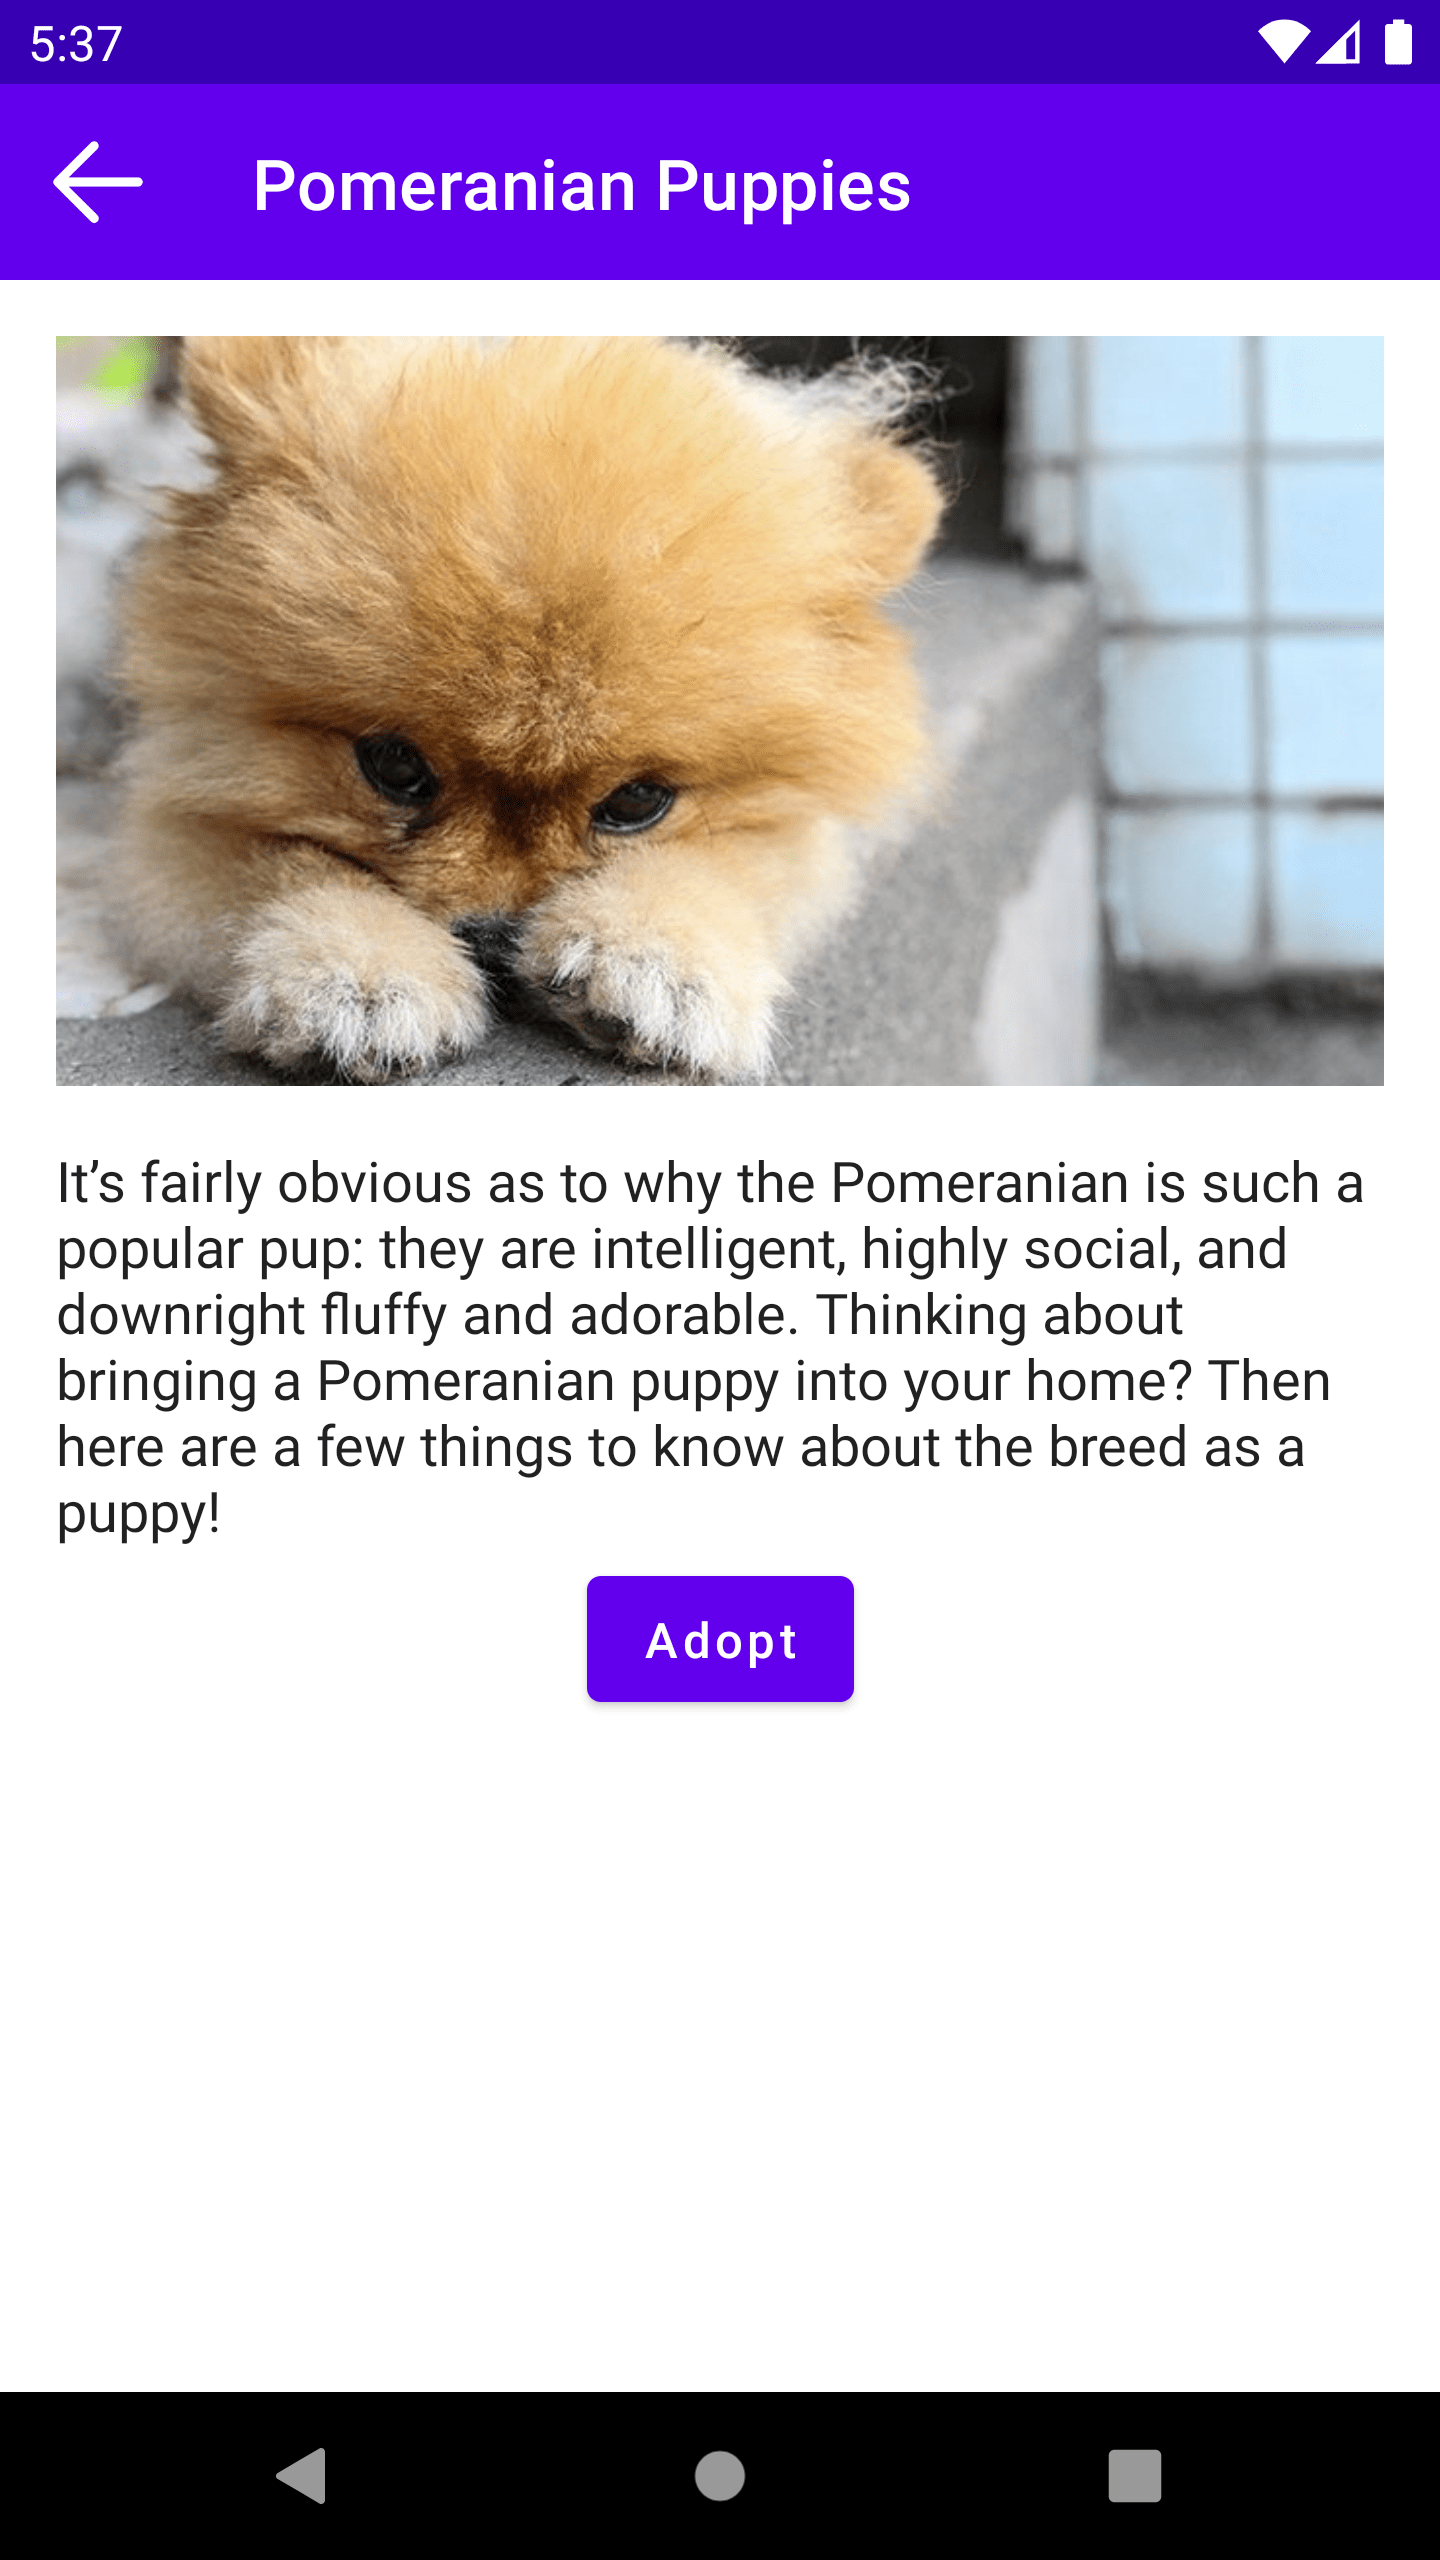 5:37
Pomeranian Puppies
It’s fairly obvious as to why the Pomeranian is such a
popular pup: they are intelligent, highly social, and
downright fluffy and adorable. Thinking about
bringing a Pomeranian puppy into your home? Then
here are a few things to know about the breed as a
puppy!
Adopt